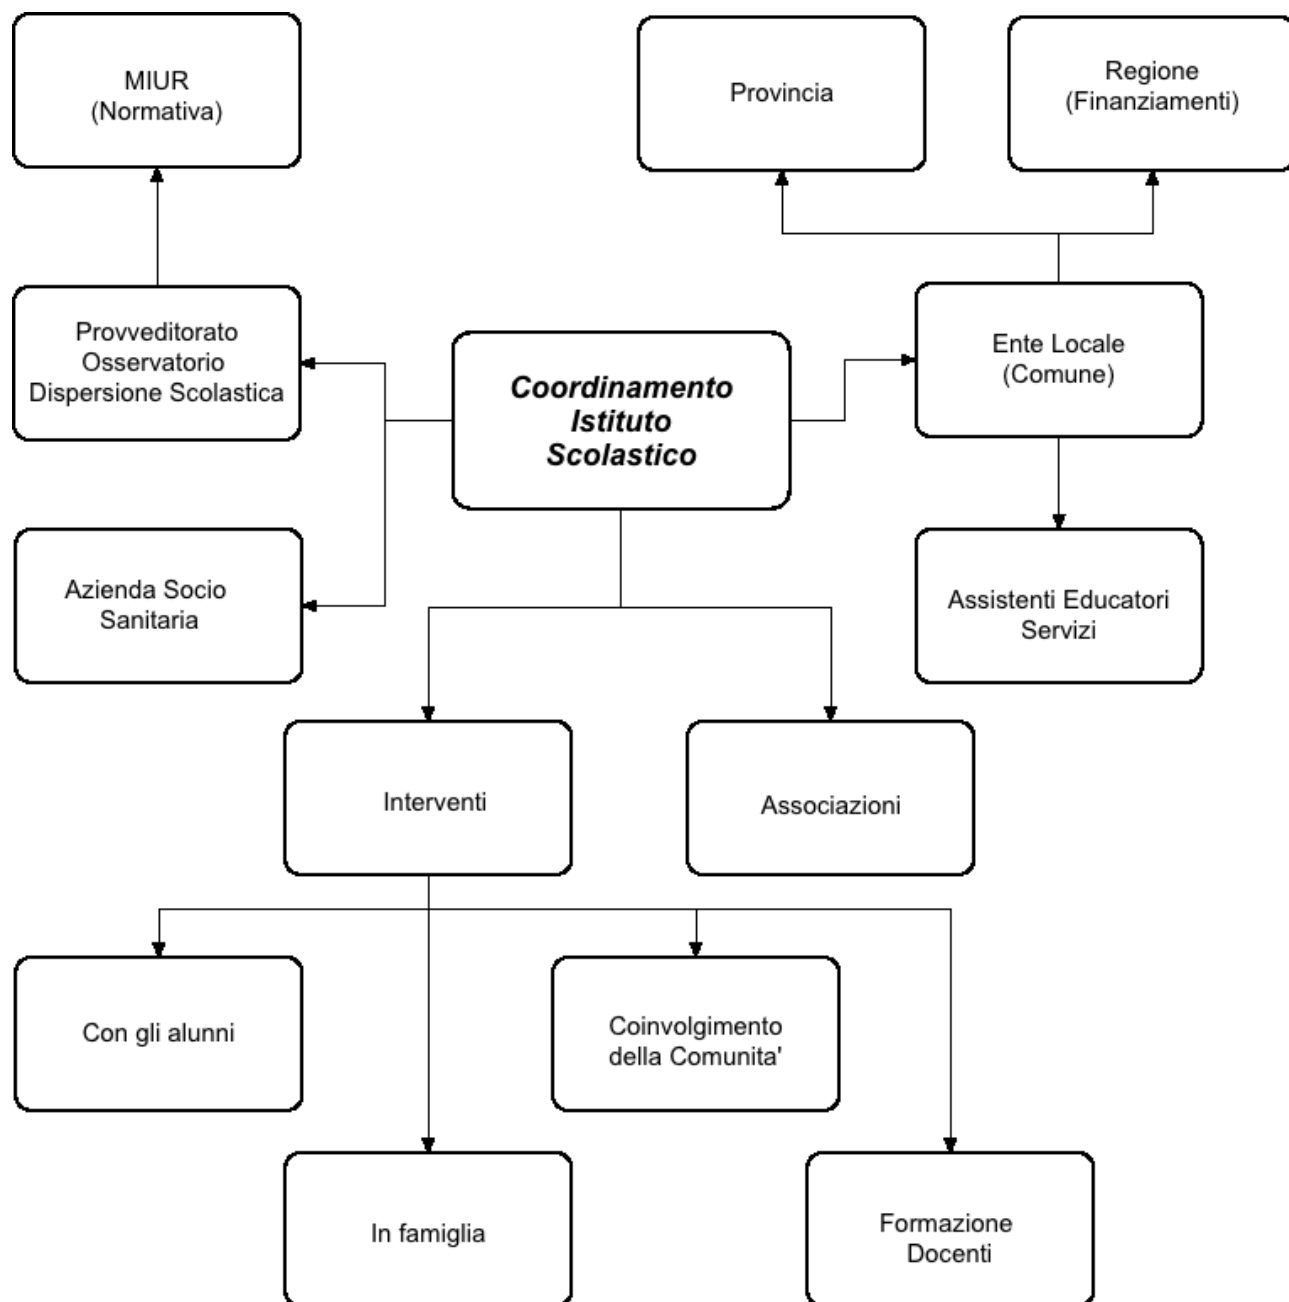 MIUR
(Normativa)
Provincia
Regione
(Finanziamenti)
Provveditorato
Osservatorio
Dispersione Scolastica
Coordinamento
Istituto
Scolastico
Ente Locale
(Comune)
Azienda Socio
Sanitaria
Assistenti Educatori
Servizi
Interventi
Associazioni
Con gli alunni
Coinvolgimento
della Comunita'
In famiglia
Formazione
Docenti